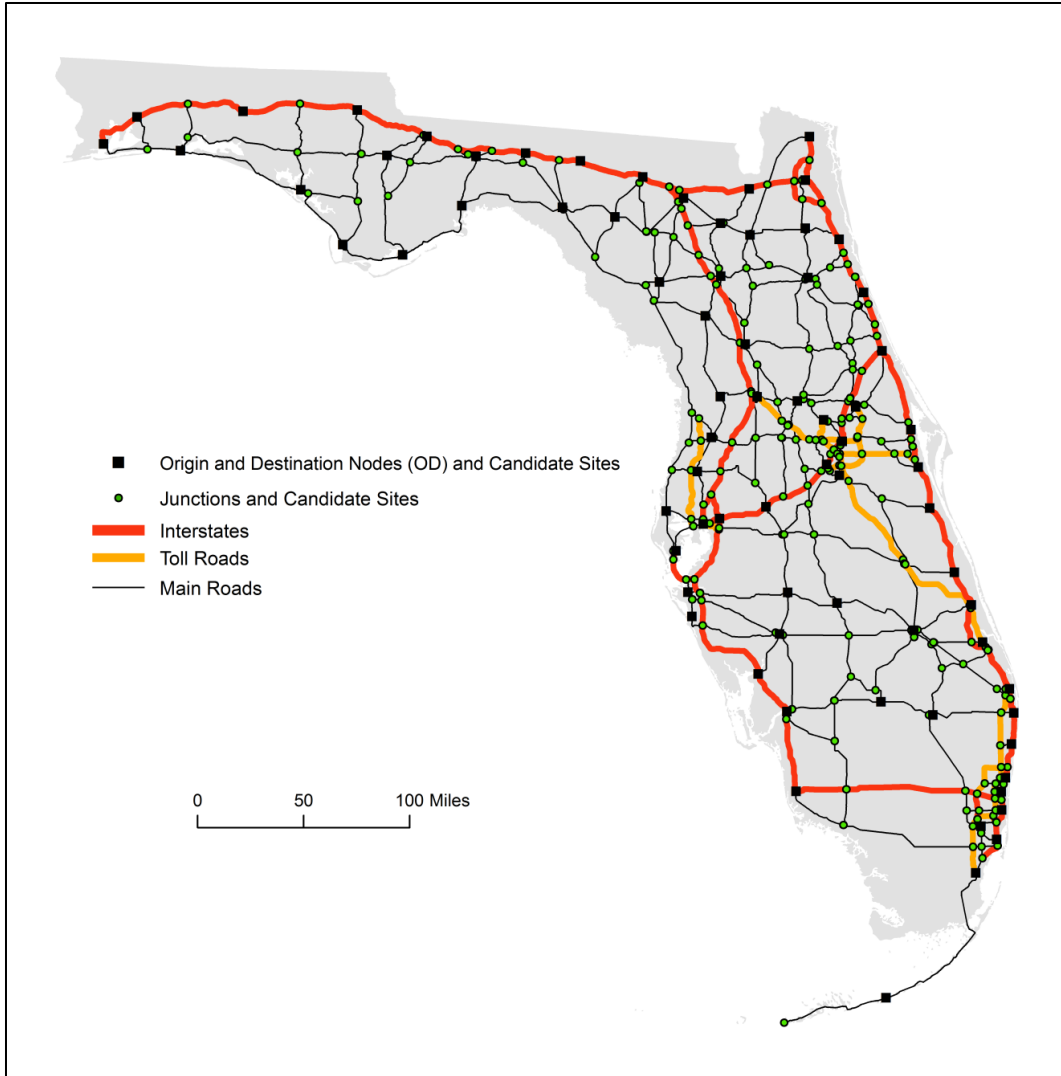 Origin and Destination Nodes (OD) and Candidate Sites
Junctions and Candidate Sites
Interstates
Toll Roads
Main Roads
0 50 100 Miles